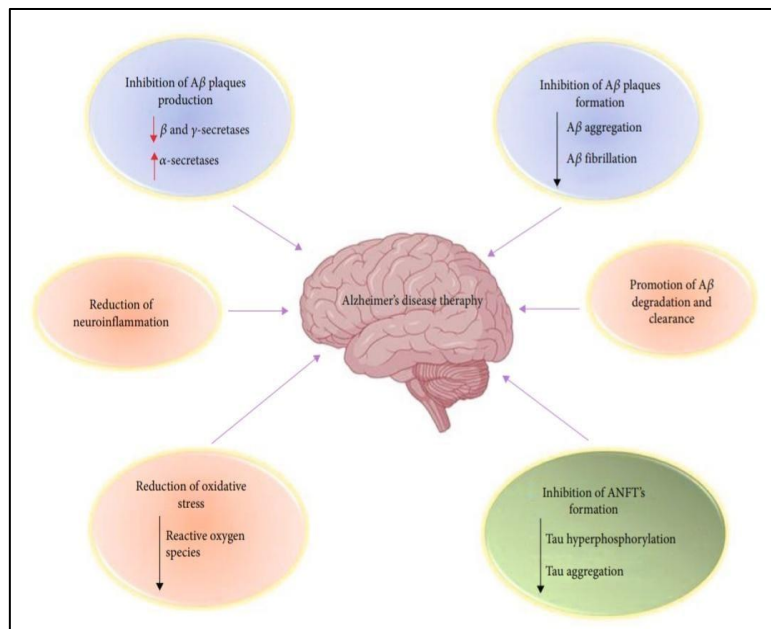 Inhibition of Aβ plaques
production
β and γ-secretases
α-secretases
Inhibition of Aβ plaques
formation
Aβ aggregation
Aβ fibrillation
Reduction of
neuroinflammation
Alzheimer's disease theraphy
Promotion of Aβ
degradation and
clearance
Reduction of oxidative
stress
Reactive oxygen
species
Inhibition of ANFT's
formation
Tau hyperphosphorylation
Tau aggregation